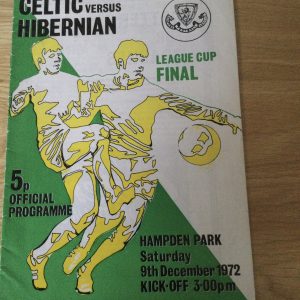 CELTIC VERSUS
HIBERNIAN
LEAGUE CUP
FINAL
5p
OFFICIAL
PROGRAMME
HAMPDEN PARK
Saturday
9th December 1972
KICK-OFF 3·00pm